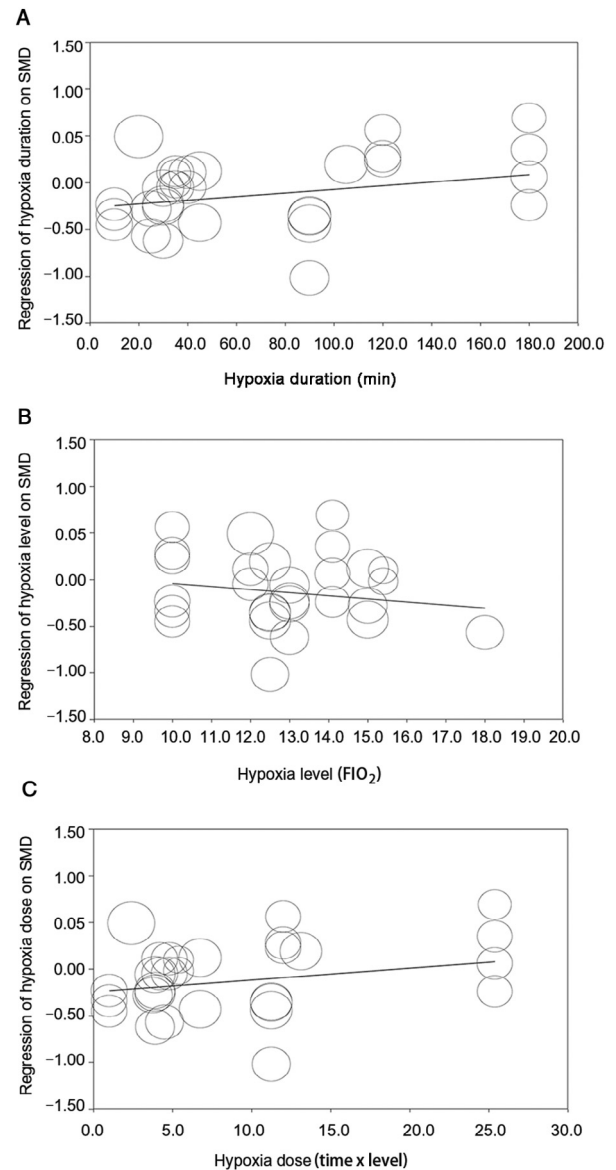 A
Regression of hypoxia duration on SMD
1.50
1.00
0.05
0.00
−0.50
−1.00
−1.50
0.0 20.0 40.0 60.0 80.0 100.0 120.0 140.0 160.0 180.0 200.0
Hypoxia duration (min)
B
Regression of hypoxia level on SMD
1.50
1.00
0.05
0.00
−0.50
−1.00
−1.50
8.0 9.0 10.0 11.0 12.0 13.0 14.0 15.0 16.0 17.0 18.0 19.0 20.0
Hypoxia level (FIO₂)
C
Regression of hypoxia dose on SMD
1.50
1.00
0.05
0.00
−0.50
−1.00
−1.50
0.0 5.0 10.0 15.0 20.0 25.0 30.0
Hypoxia dose (time x level)